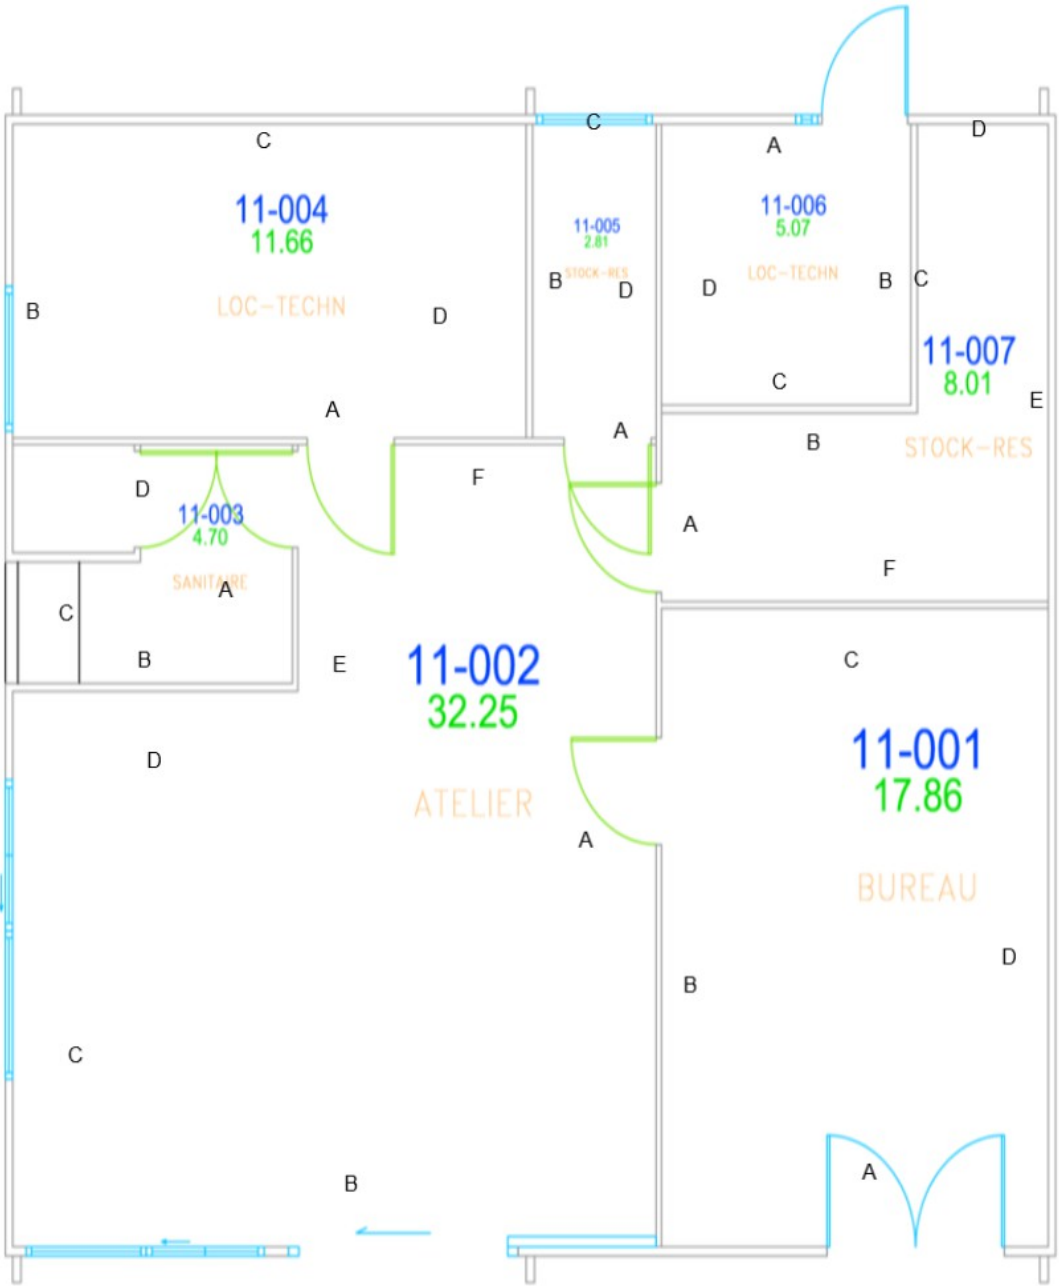 C
C
A
D
11-004
11.66
LOC-TECHN
B
D
A
11-005
2.81
STOCK-RES
B
D
A
11-006
5.07
LOC-TECHN
D
B
C
C
11-007
8.01
STOCK-RES
E
B
A
F
F
D
11-003
4.70
SANITAIRE
A
C
B
E
11-002
32.25
ATELIER
D
A
C
B
C
11-001
17.86
BUREAU
B
D
A